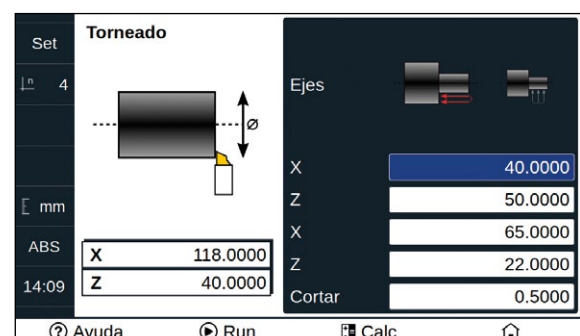 Set
n 4
mm
ABS
14:09
Torneado
Ø
X 118.0000
Z 40.0000
Ejes
X 40.0000
Z 50.0000
X 65.0000
Z 22.0000
Cortar 0.5000
? Ayuda Run Calc